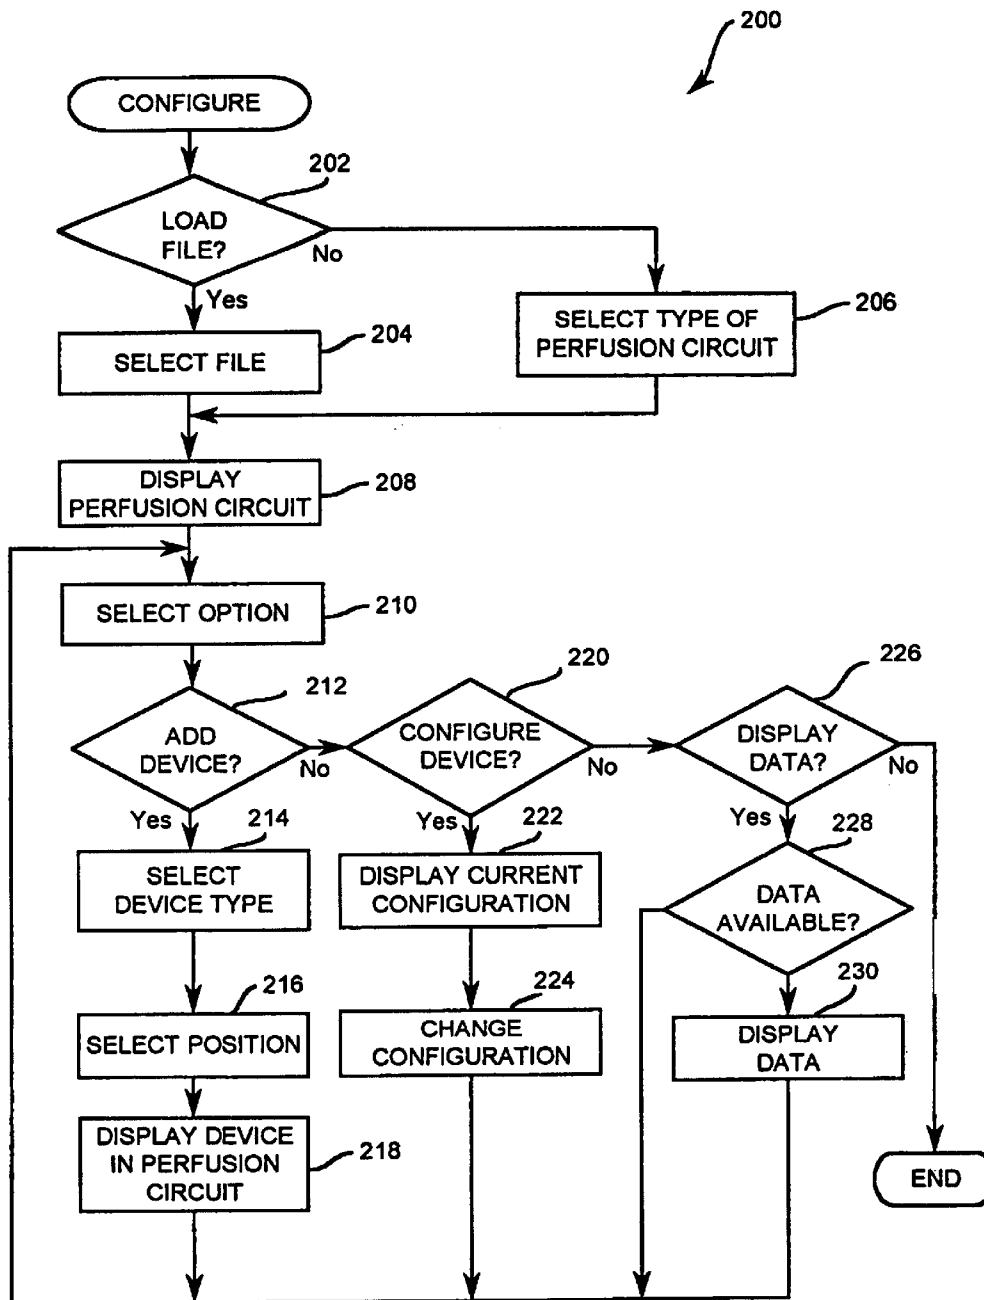 200
CONFIGURE
202
LOAD
FILE?
No
Yes
204
SELECT FILE
206
SELECT TYPE OF
PERFUSION CIRCUIT
DISPLAY
PERFUSION CIRCUIT
208
SELECT OPTION
210
212
ADD
DEVICE?
No
Yes
220
CONFIGURE
DEVICE?
No
Yes
226
DISPLAY
DATA?
No
Yes
214
SELECT
DEVICE TYPE
222
DISPLAY CURRENT
CONFIGURATION
228
DATA
AVAILABLE?
216
SELECT POSITION
224
CHANGE
CONFIGURATION
230
DISPLAY
DATA
DISPLAY DEVICE
IN PERFUSION
CIRCUIT
218
END